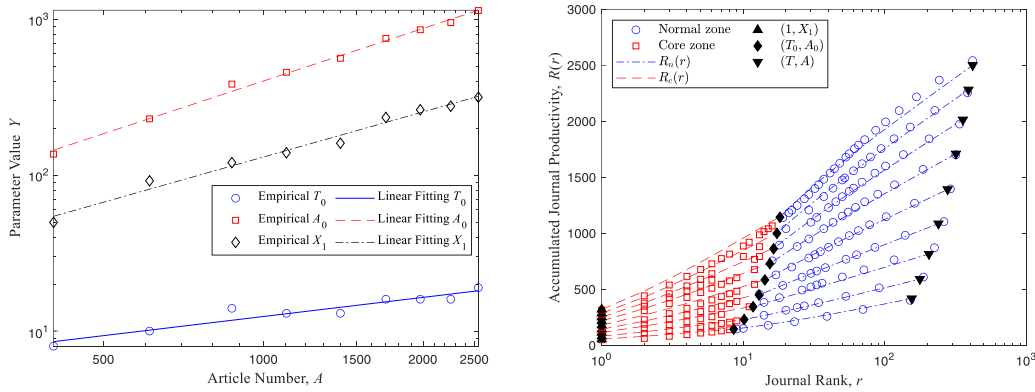 10³
10²
10¹
Parameter Value Y
500
1000
1400
2000
2500
Article Number, A
Empirical T₀ Linear Fitting T₀
Empirical A₀ Linear Fitting A₀
Empirical X₁ Linear Fitting X₁
3000
2500
2000
1500
1000
500
0
Accumulated Journal Productivity, R(r)
10⁰
10¹
10²
10³
Journal Rank, r
Normal zone (1, X₁)
Core zone (T₀, A₀)
Rₙ(r) (T, A)
R_c(r)